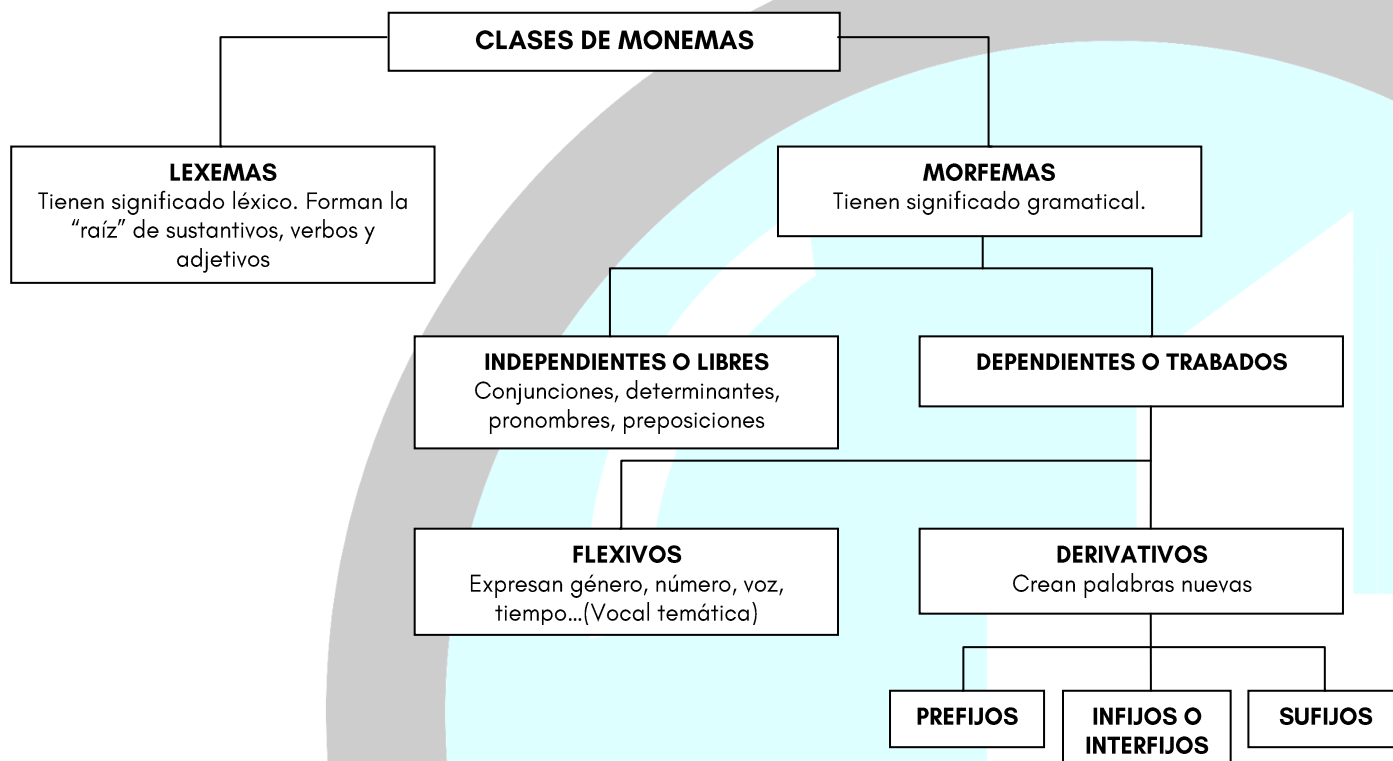 CLASES DE MONEMAS
LEXEMAS
Tienen significado léxico. Forman la
“raíz” de sustantivos, verbos y
adjetivos
MORFEMAS
Tienen significado gramatical.
INDEPENDIENTES O LIBRES
Conjunciones, determinantes,
pronombres, preposiciones
DEPENDIENTES O TRABADOS
FLEXIVOS
Expresan género, número, voz,
tiempo...(Vocal temática)
DERIVATIVOS
Crean palabras nuevas
PREFIJOS
INFIJOS O
INTERFIJOS
SUFIJOS